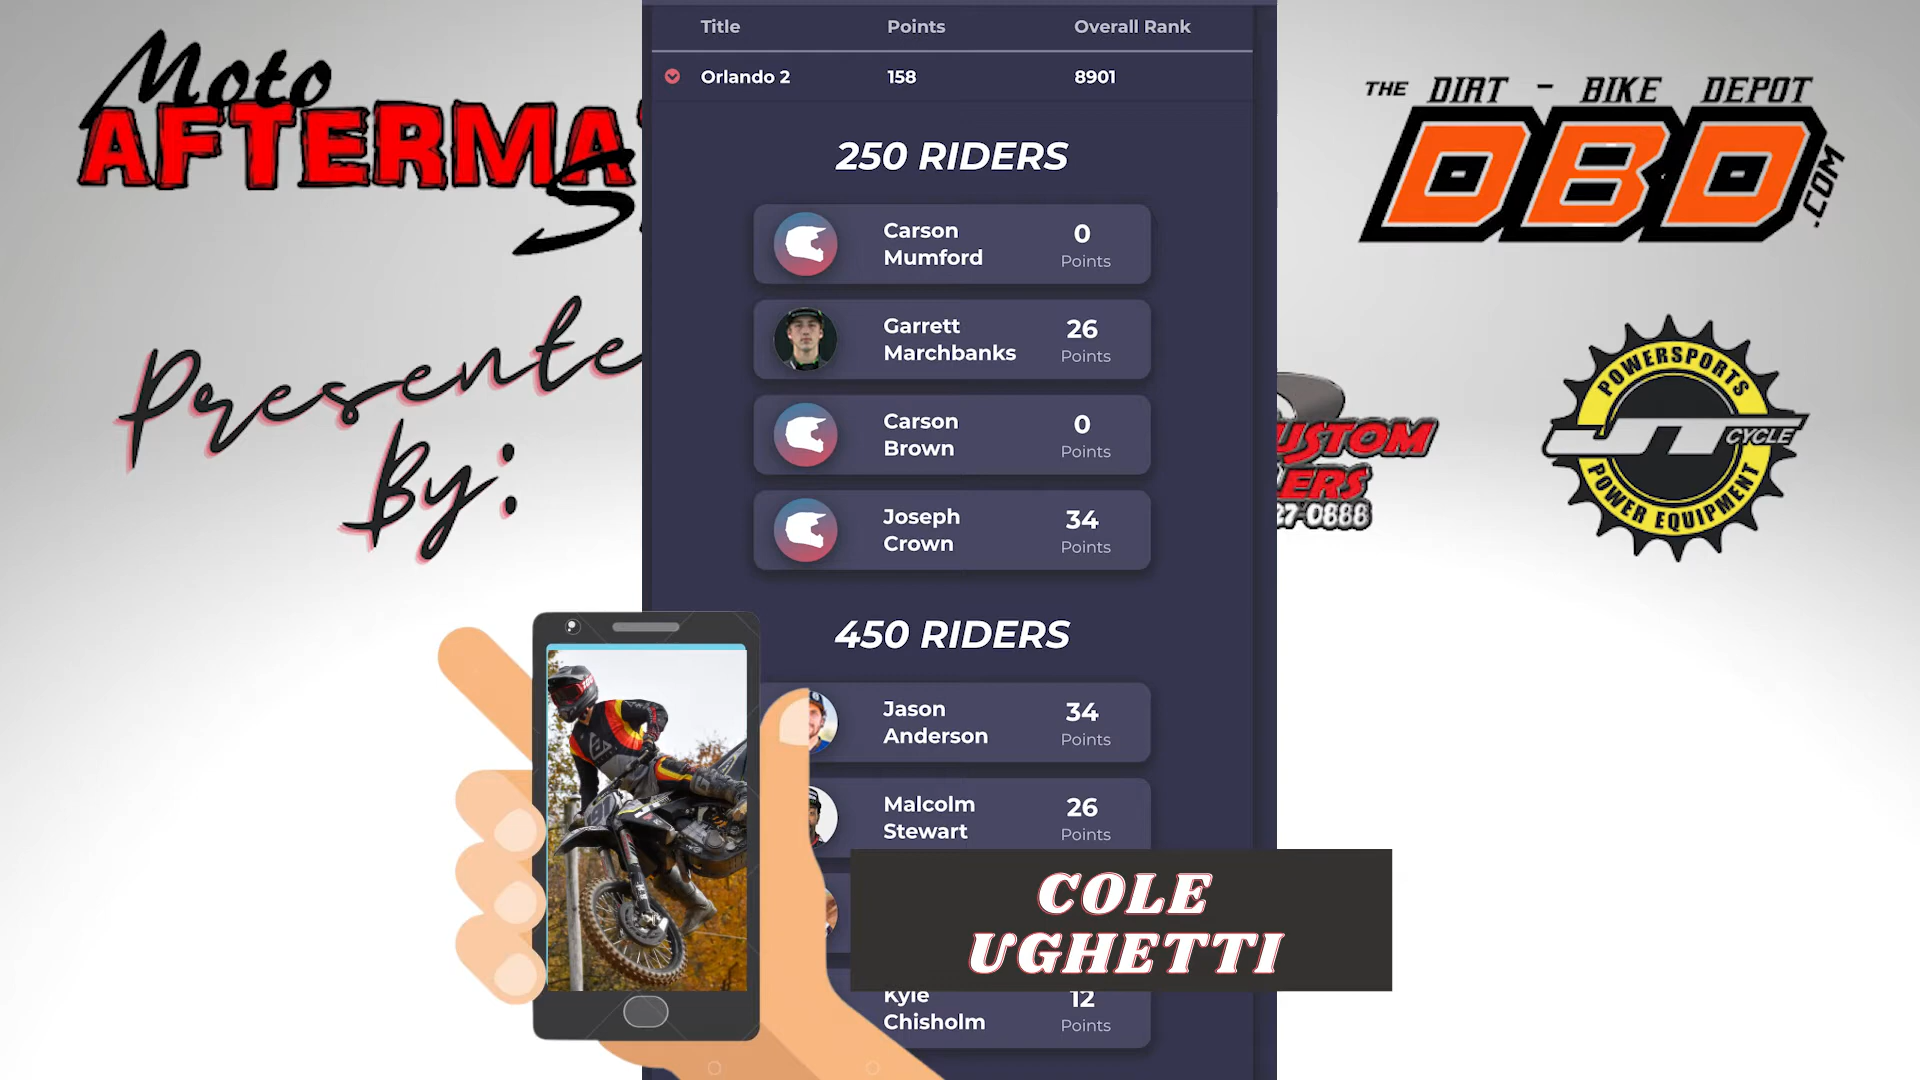 Moto
AFTERMA
S
Presente
By:
Title Points Overall Rank
Orlando 2 158 8901
250 RIDERS
Carson
Mumford
0
Points
Garrett
Marchbanks
26
Points
Carson
Brown
0
Points
Joseph
Crown
34
Points
450 RIDERS
Jason
Anderson
34
Points
Malcolm
Stewart
26
Points
COLE
UGHETTI
Kyle
Chisholm
12
Points
THE DIRT - BIKE DEPOT
DBD
.COM
USTOM
ERS
27-0888
POWERSPORTS
JT CYCLE
POWER EQUIPMENT